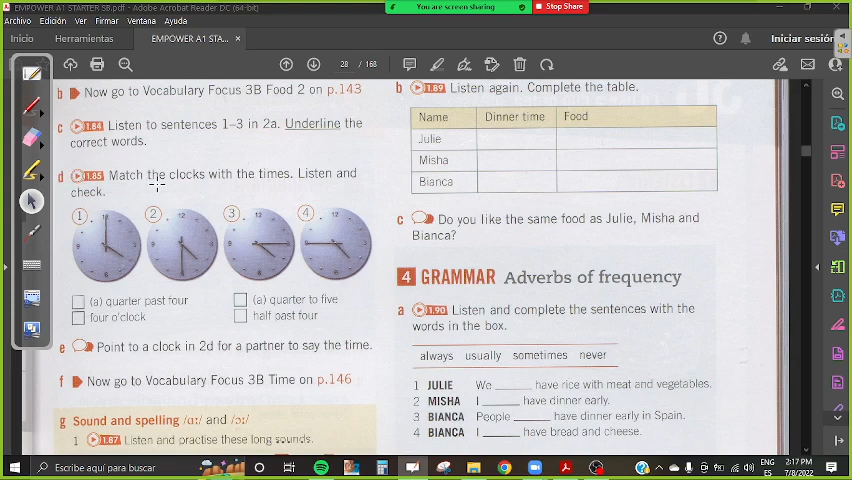 EMPOWER A1 STARTER SB.pdf - Adobe Acrobat Reader DC (64-bit)
You are screen sharing
Stop Share
Archivo Edición Ver Firmar Ventana Ayuda
Inicio Herramientas EMPOWER A1 STARTER SB.... × Iniciar sesión
28 / 168
b Now go to Vocabulary Focus 3B Food 2 on p.143
c 1.84 Listen to sentences 1–3 in 2a. Underline the
correct words.
d 1.85 Match the clocks with the times. Listen and
check.
1 2 3 4
(a) quarter past four
four o'clock
(a) quarter to five
half past four
e Point to a clock in 2d for a partner to say the time.
f Now go to Vocabulary Focus 3B Time on p.146
g Sound and spelling /ɑː/ and /ɔː/
1 1.87 Listen and practise these long sounds.
b 1.89 Listen again. Complete the table.
Name Dinner time Food
Julie
Misha
Bianca
c Do you like the same food as Julie, Misha and
Bianca?
4 GRAMMAR Adverbs of frequency
a 1.90 Listen and complete the sentences with the
words in the box.
always usually sometimes never
1 JULIE We ______ have rice with meat and vegetables.
2 MISHA I ______ have dinner early.
3 BIANCA People ______ have dinner early in Spain.
4 BIANCA I ______ have bread and cheese.
Escribe aquí para buscar
ENG
ES
2:17 PM
7/8/2022